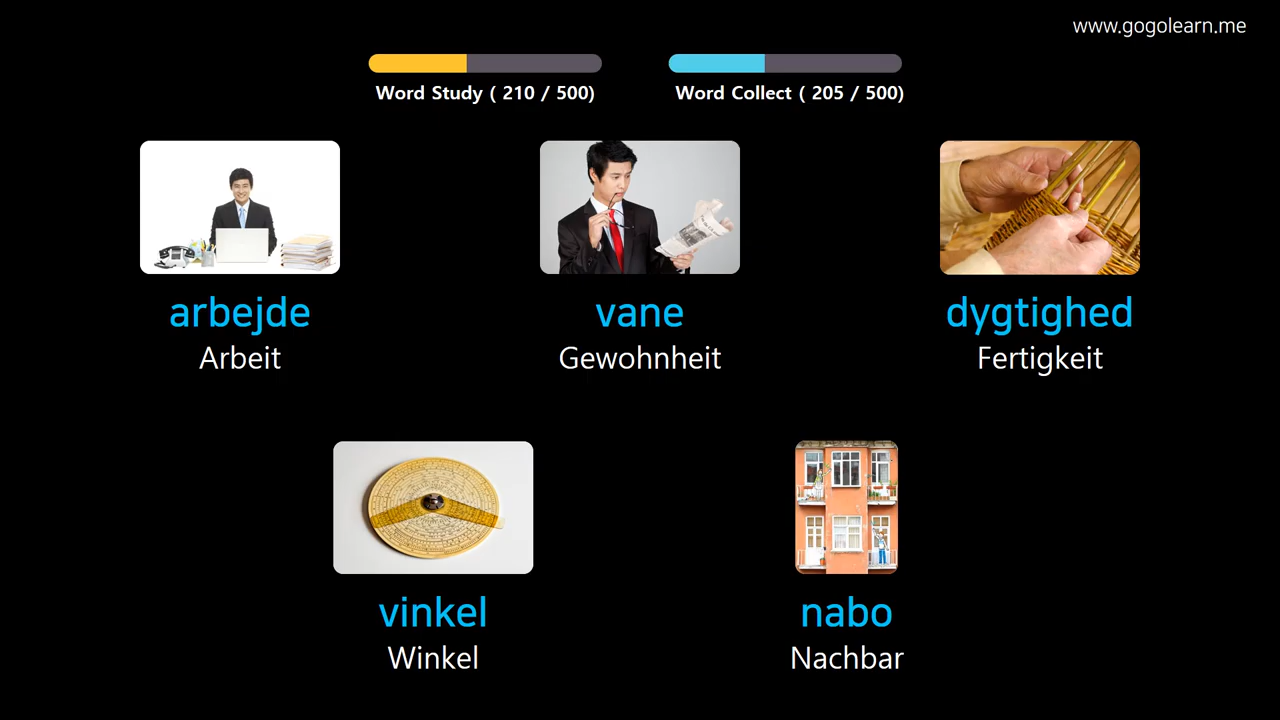 www.gogolearn.me
Word Study ( 210 / 500)
Word Collect ( 205 / 500)
arbejde
Arbeit
vane
Gewohnheit
dygtighed
Fertigkeit
vinkel
Winkel
nabo
Nachbar